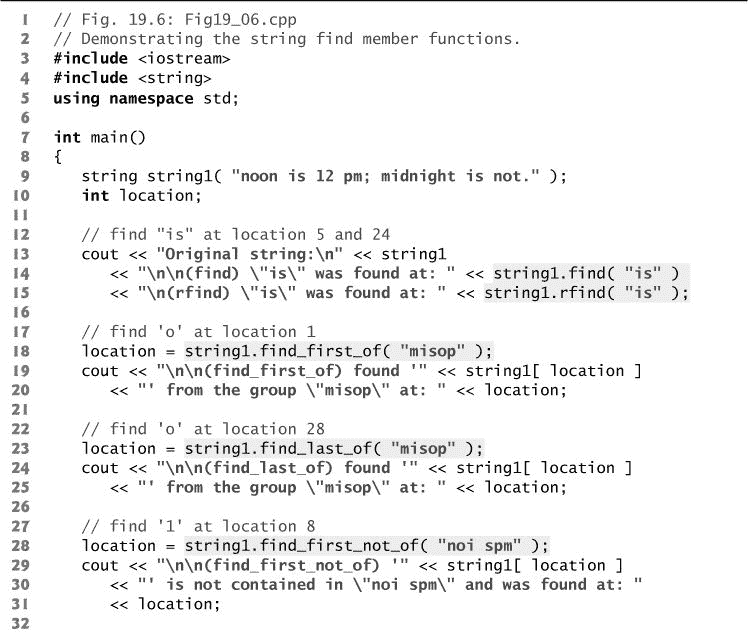 1 // Fig. 19.6: Fig19_06.cpp
2 // Demonstrating the string find member functions.
3 #include <iostream>
4 #include <string>
5 using namespace std;
6
7 int main()
8 {
9 string string1( "noon is 12 pm; midnight is not." );
10 int location;
11
12 // find "is" at location 5 and 24
13 cout << "Original string:\n" << string1
14 << "\n\n(find) \"is\" was found at: " << string1.find( "is" )
15 << "\n(rfind) \"is\" was found at: " << string1.rfind( "is" );
16
17 // find 'o' at location 1
18 location = string1.find_first_of( "misop" );
19 cout << "\n\n(find_first_of) found '" << string1[ location ]
20 << "' from the group \"misop\" at: " << location;
21
22 // find 'o' at location 28
23 location = string1.find_last_of( "misop" );
24 cout << "\n\n(find_last_of) found '" << string1[ location ]
25 << "' from the group \"misop\" at: " << location;
26
27 // find '1' at location 8
28 location = string1.find_first_not_of( "noi spm" );
29 cout << "\n\n(find_first_not_of) '" << string1[ location ]
30 << "' is not contained in \"noi spm\" and was found at: "
31 << location;
32